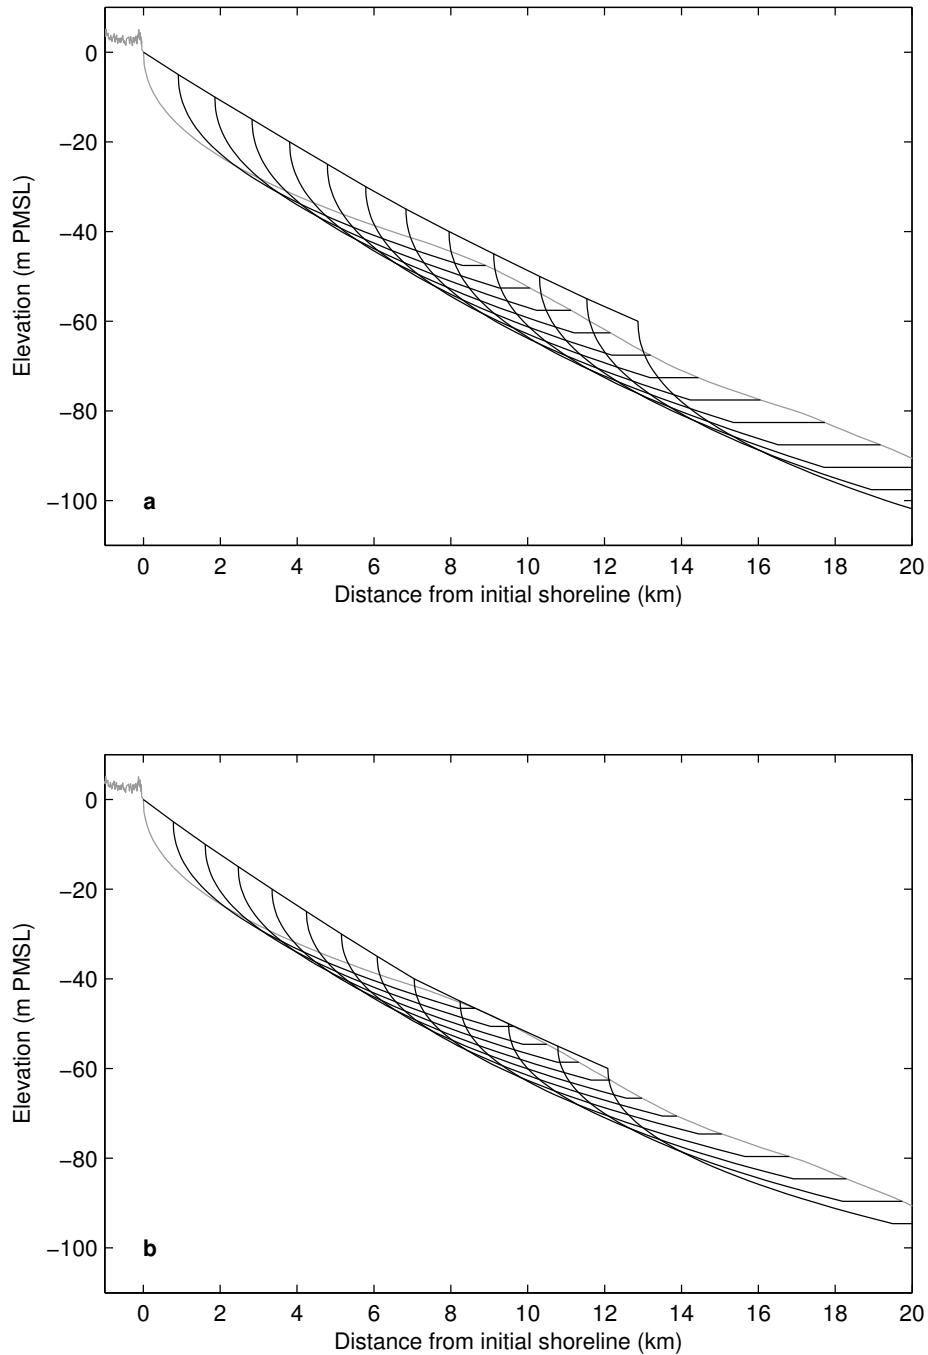 0
−20
−40
−60
−80
−100
Elevation (m PMSL)
a
0 2 4 6 8 10 12 14 16 18 20
Distance from initial shoreline (km)
0
−20
−40
−60
−80
−100
Elevation (m PMSL)
b
0 2 4 6 8 10 12 14 16 18 20
Distance from initial shoreline (km)